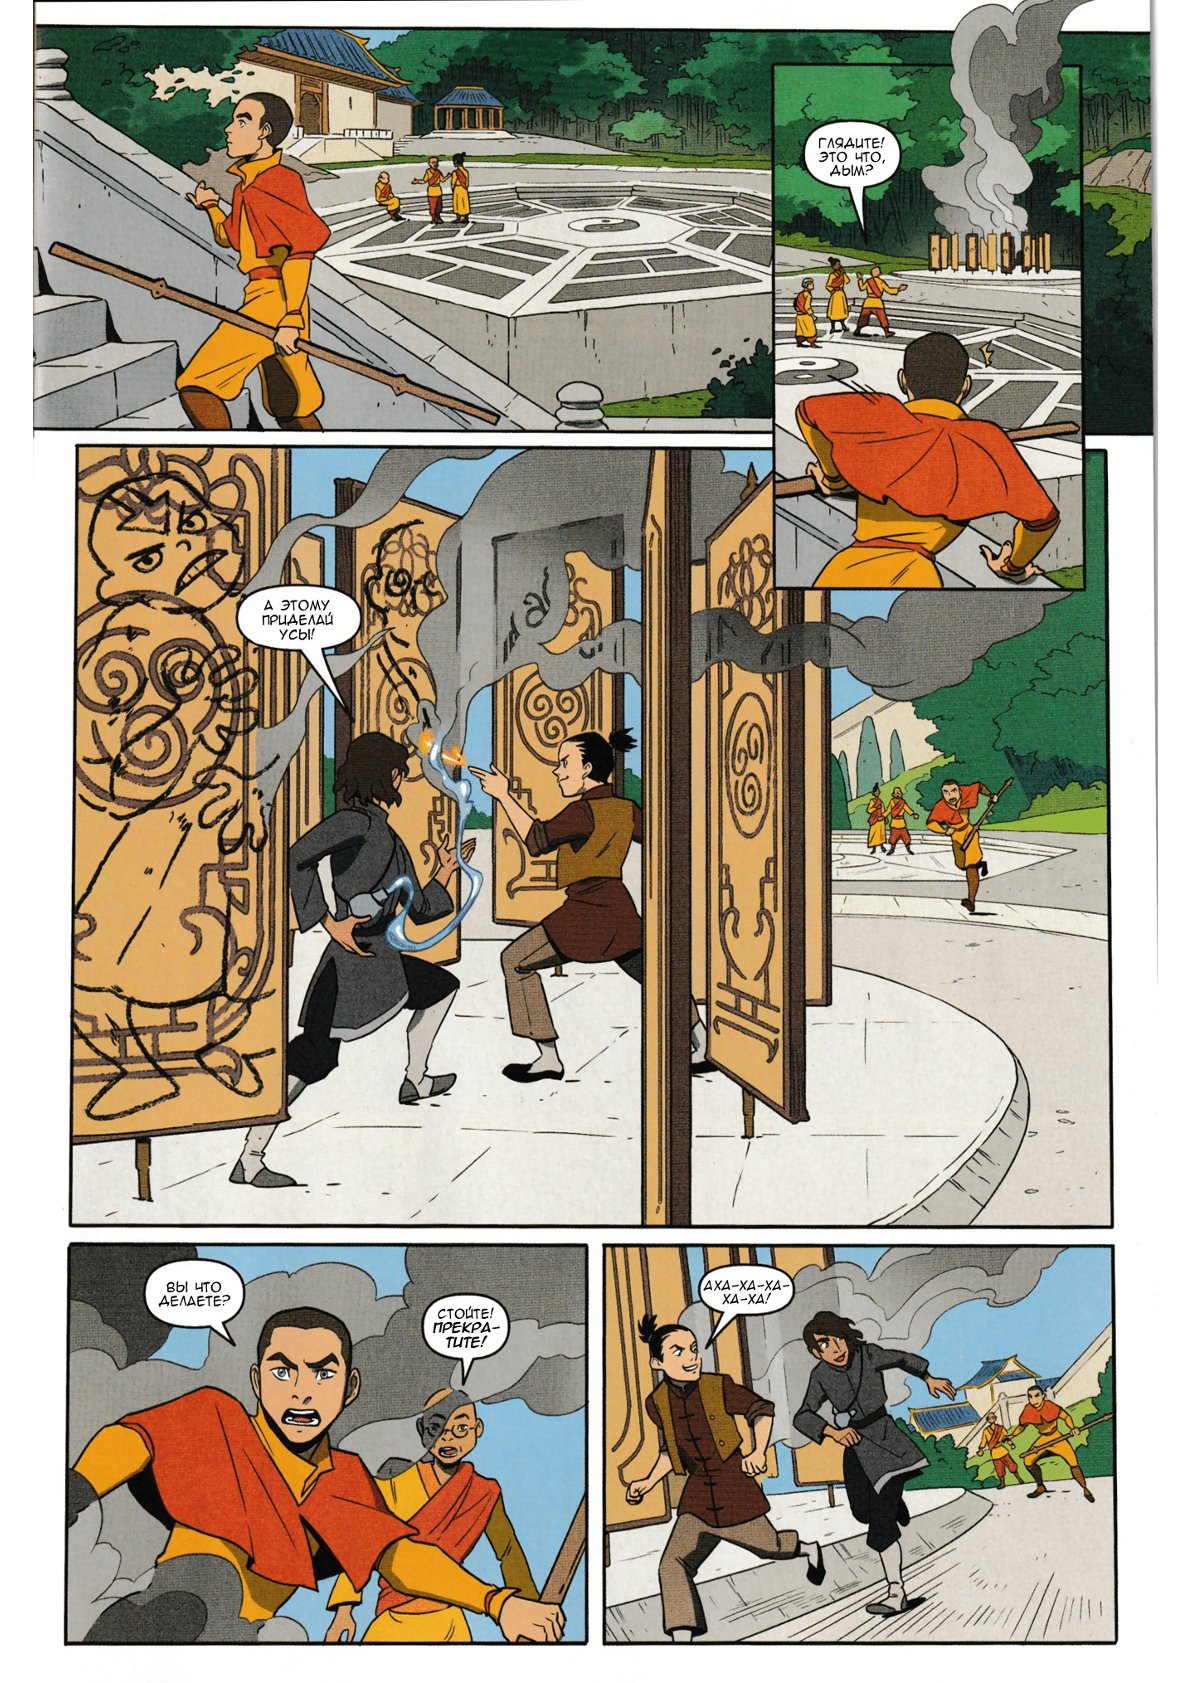 ГЛЯДИТЕ!
ЭТО ЧТО,
ДЫМ?
А ЭТОМУ
ПРИДЕЛАЙ
УСЫ!
ВЫ ЧТО
ДЕЛАЕТЕ?
СТОЙТЕ!
ПРЕКРА-
ТИТЕ!
АХА-ХА-ХА-
ХА-ХА!